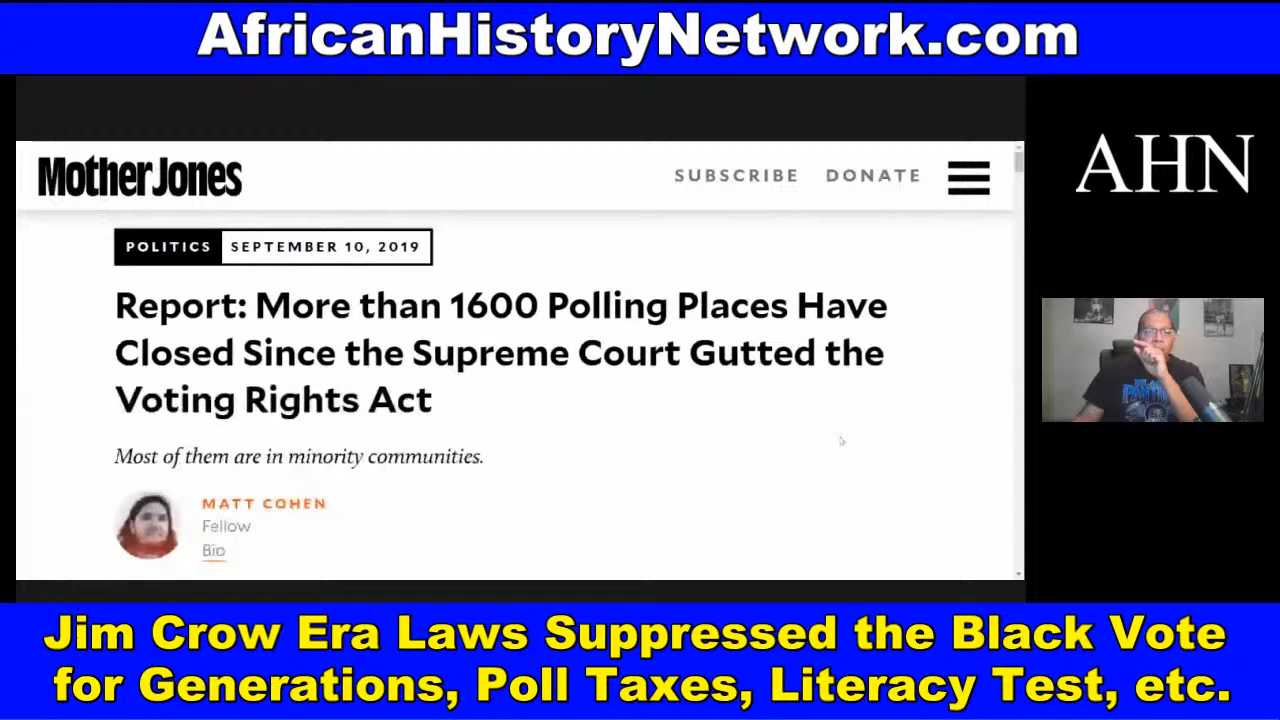 AfricanHistoryNetwork.com
Mother Jones
SUBSCRIBE DONATE
AHN
POLITICS SEPTEMBER 10, 2019
Report: More than 1600 Polling Places Have
Closed Since the Supreme Court Gutted the
Voting Rights Act
Most of them are in minority communities.
MATT COHEN
Fellow
Bio
Jim Crow Era Laws Suppressed the Black Vote
for Generations, Poll Taxes, Literacy Test, etc.